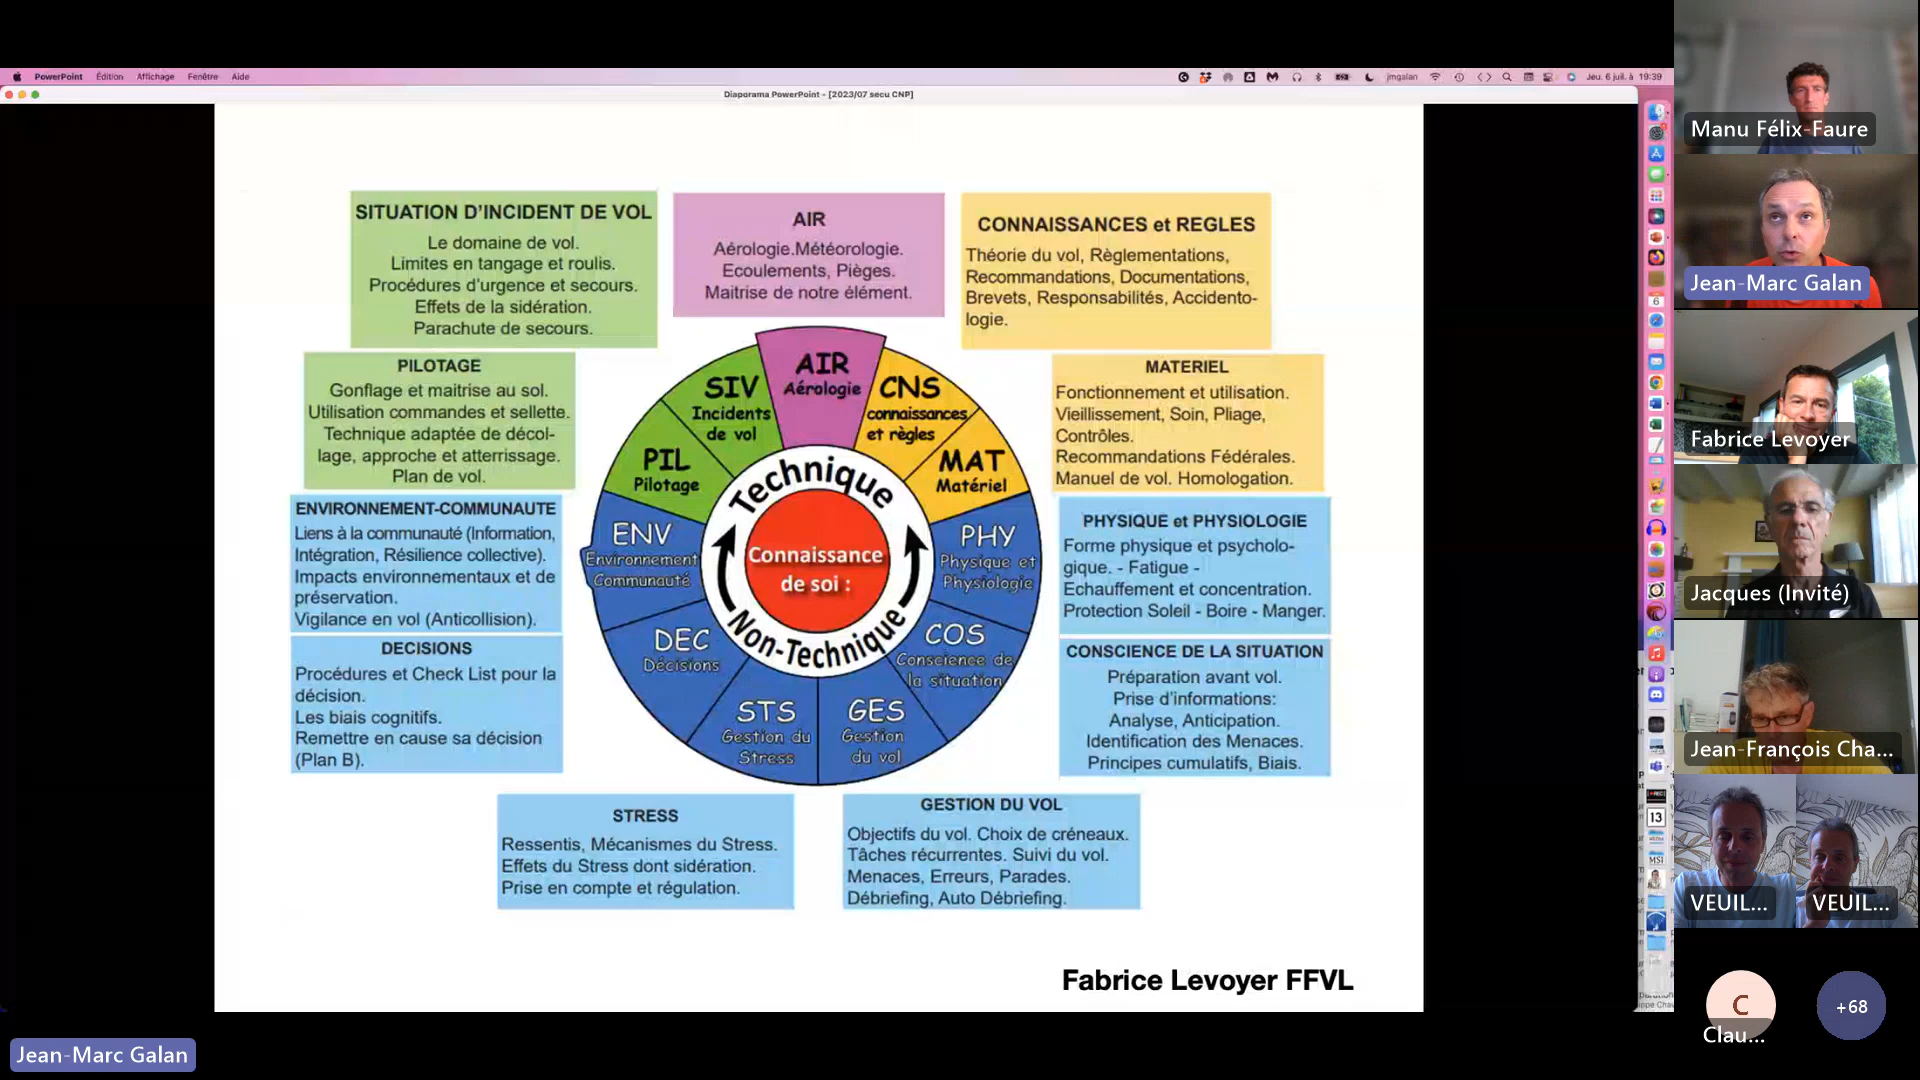 PowerPoint Édition Affichage Fenêtre Aide
jmgalan
Jeu. 6 juil. à 19:39
Diaporama PowerPoint - [2023/07 secu CNP]
SITUATION D'INCIDENT DE VOL
Le domaine de vol.
Limites en tangage et roulis.
Procédures d'urgence et secours.
Effets de la sidération.
Parachute de secours.
AIR
Aérologie.Météorologie.
Ecoulements, Pièges.
Maitrise de notre élément.
CONNAISSANCES et REGLES
Théorie du vol, Règlementations,
Recommandations, Documentations,
Brevets, Responsabilités, Accidento-
logie.
PILOTAGE
Gonflage et maitrise au sol.
Utilisation commandes et sellette.
Technique adaptée de décol-
lage, approche et atterrissage.
Plan de vol.
MATERIEL
Fonctionnement et utilisation.
Vieillissement, Soin, Pliage,
Contrôles.
Recommandations Fédérales.
Manuel de vol. Homologation.
ENVIRONNEMENT-COMMUNAUTE
Liens à la communauté (Information,
Intégration, Résilience collective).
Impacts environnementaux et de
préservation.
Vigilance en vol (Anticollision).
PHYSIQUE et PHYSIOLOGIE
Forme physique et psycholo-
gique. - Fatigue -
Echauffement et concentration.
Protection Soleil - Boire - Manger.
DECISIONS
Procédures et Check List pour la
décision.
Les biais cognitifs.
Remettre en cause sa décision
(Plan B).
CONSCIENCE DE LA SITUATION
Préparation avant vol.
Prise d'informations:
Analyse, Anticipation.
Identification des Menaces.
Principes cumulatifs, Biais.
STRESS
Ressentis, Mécanismes du Stress.
Effets du Stress dont sidération.
Prise en compte et régulation.
GESTION DU VOL
Objectifs du vol. Choix de créneaux.
Tâches récurrentes. Suivi du vol.
Menaces, Erreurs, Parades.
Débriefing, Auto Débriefing.
AIR
Aérologie
SIV
Incidents
de vol
CNS
connaissances
et règles
PIL
Pilotage
MAT
Matériel
ENV
Environnement
Communauté
PHY
Physique et
Physiologie
DEC
Décisions
COS
Conscience de
la situation
STS
Gestion du
Stress
GES
Gestion
du vol
Technique
Connaissance
de soi :
Non-Technique
Fabrice Levoyer FFVL
Manu Félix-Faure
Jean-Marc Galan
Fabrice Levoyer
Jacques (Invité)
Jean-François Cha...
VEUIL...
VEUIL...
C
Clau...
+68
Jean-Marc Galan